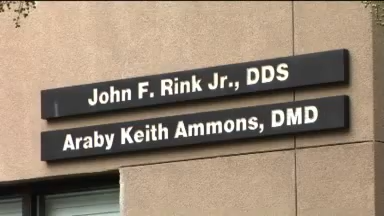 John F. Rink Jr., DDS
Araby Keith Ammons, DMD